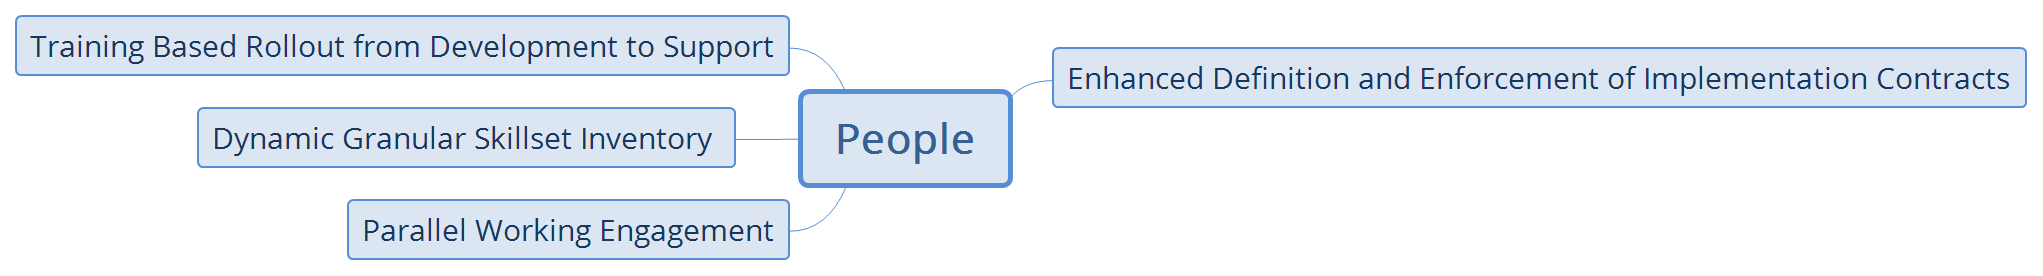 Training Based Rollout from Development to Support
Enhanced Definition and Enforcement of Implementation Contracts
Dynamic Granular Skillset Inventory
People
Parallel Working Engagement